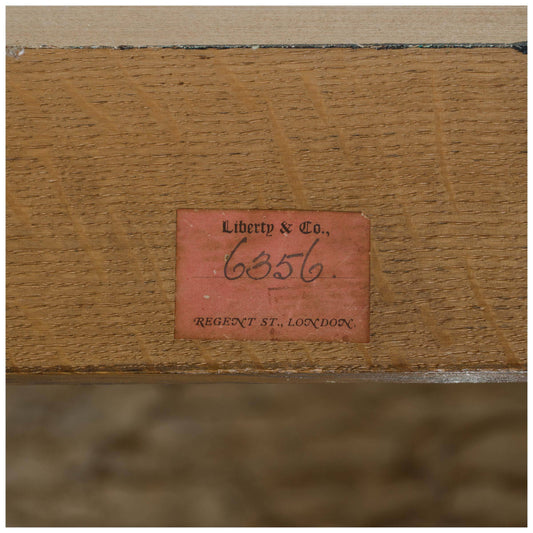 Liberty & Co.,
6356.
REGENT ST., LONDON.